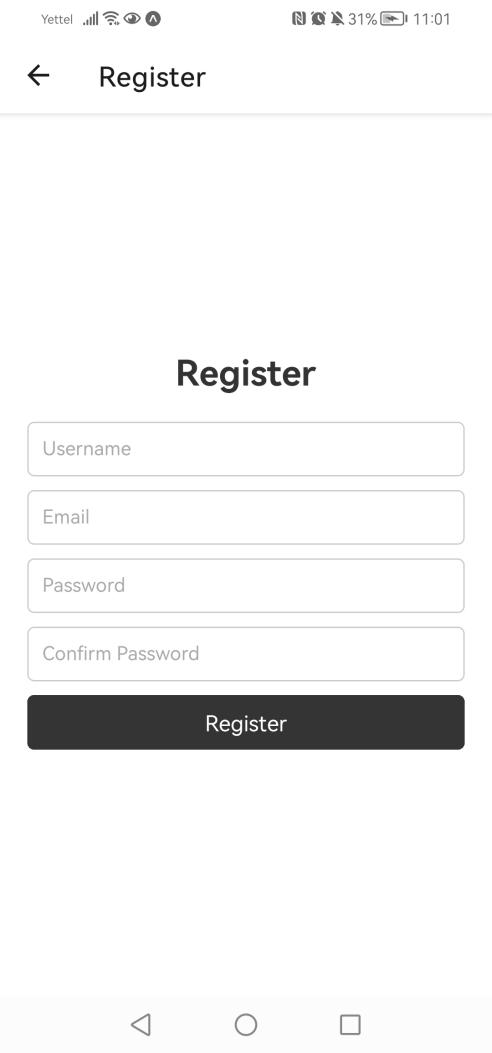 Yettel 31% 11:01
Register
Register
Username
Email
Password
Confirm Password
Register